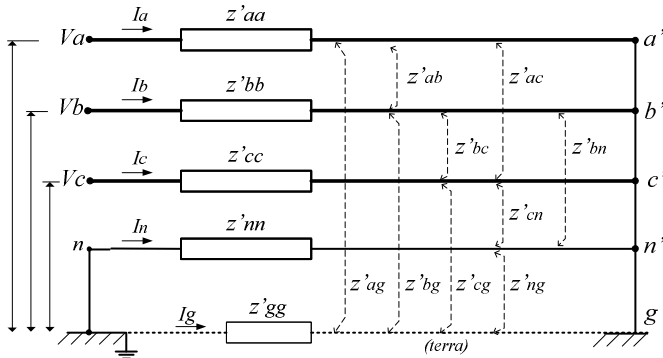 Ia
Va
z'aa
a'
z'ab
z'ac
Ib
Vb
z'bb
b'
z'bc
z'bn
Ic
Vc
z'cc
c'
z'cn
In
n
z'nn
n'
z'ag
z'bg
z'cg
z'ng
Ig
z'gg
g
(terra)